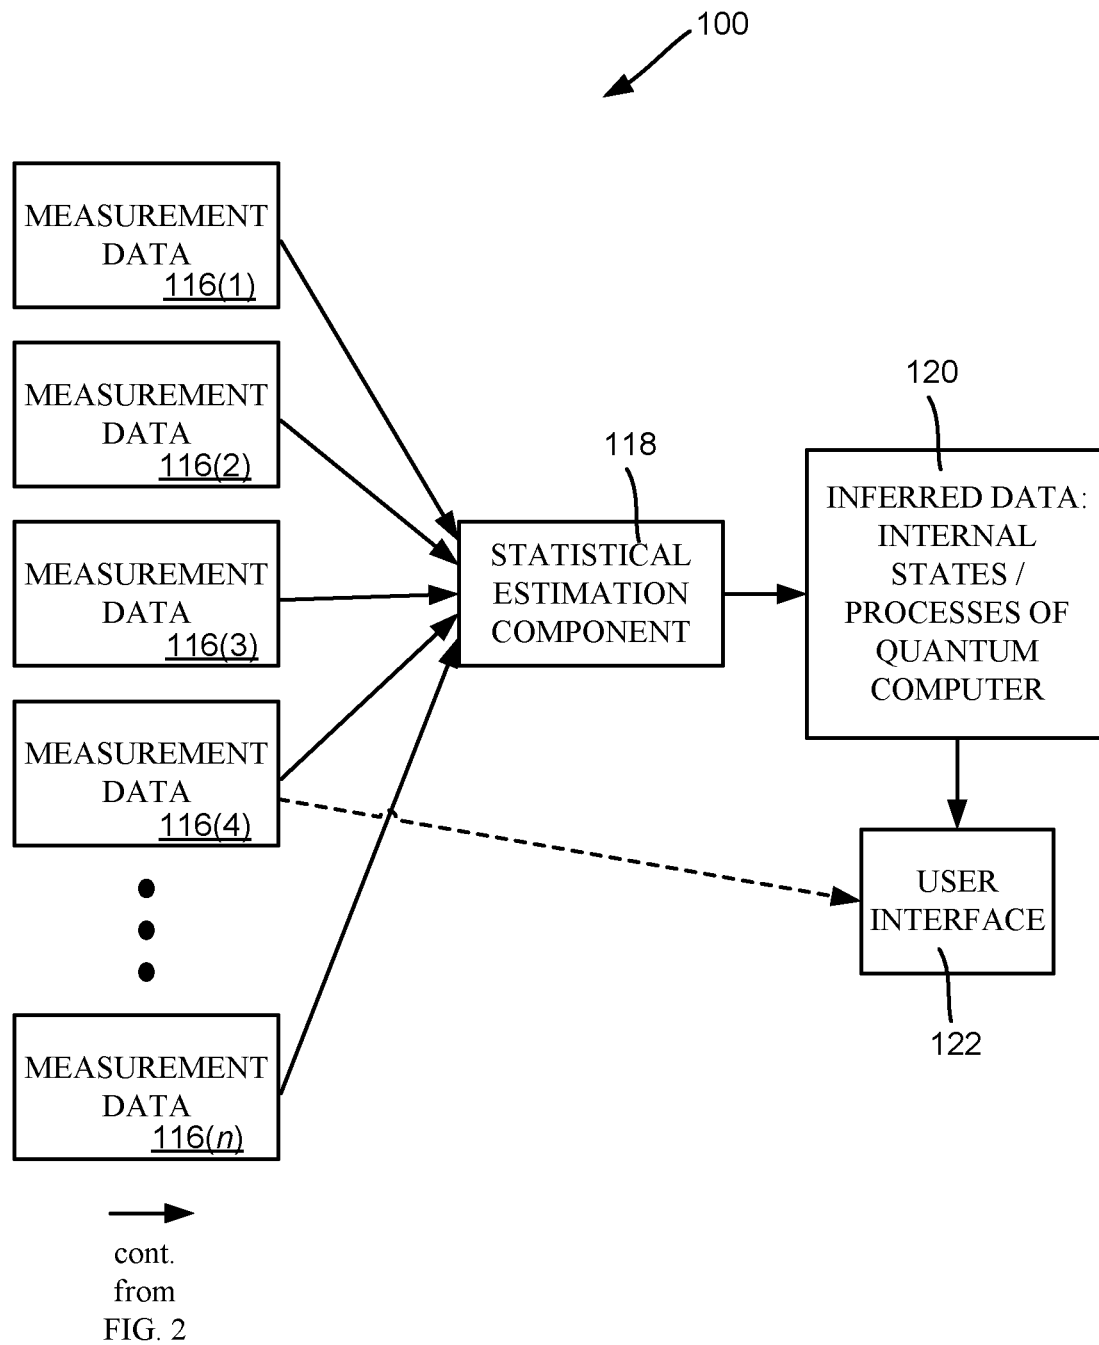 100
MEASUREMENT
DATA
116(1)
MEASUREMENT
DATA
116(2)
MEASUREMENT
DATA
116(3)
MEASUREMENT
DATA
116(4)
MEASUREMENT
DATA
116(n)
118
STATISTICAL
ESTIMATION
COMPONENT
120
INFERRED DATA:
INTERNAL
STATES /
PROCESSES OF
QUANTUM
COMPUTER
USER
INTERFACE
122
cont.
from
FIG. 2